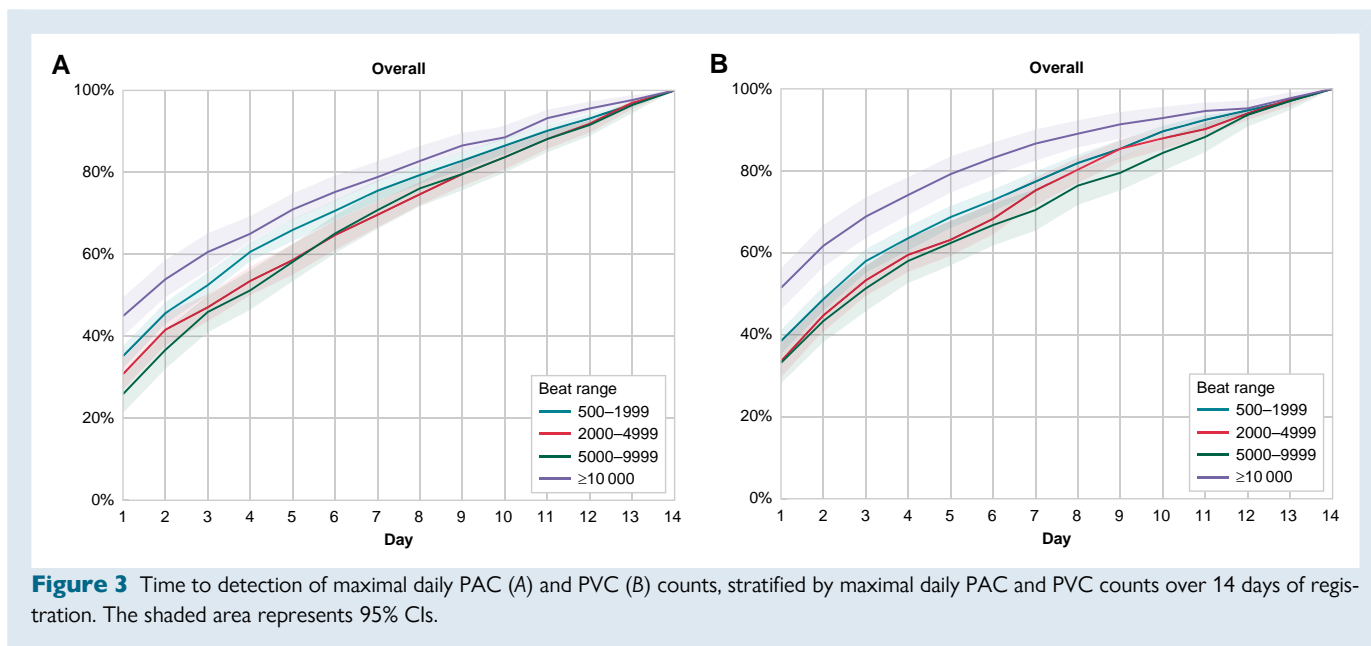 A
Overall
100%
80%
60%
40%
20%
0%
Beat range
500–1999
2000–4999
5000–9999
≥10 000
1 2 3 4 5 6 7 8 9 10 11 12 13 14
Day
B
Overall
100%
80%
60%
40%
20%
0%
Beat range
500–1999
2000–4999
5000–9999
≥10 000
1 2 3 4 5 6 7 8 9 10 11 12 13 14
Day
Figure 3 Time to detection of maximal daily PAC (A) and PVC (B) counts, stratified by maximal daily PAC and PVC counts over 14 days of regis-
tration. The shaded area represents 95% CIs.